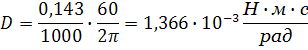 D = 0,143/1000 · 60/2π = 1,366 · 10⁻³ Н · м · с/рад